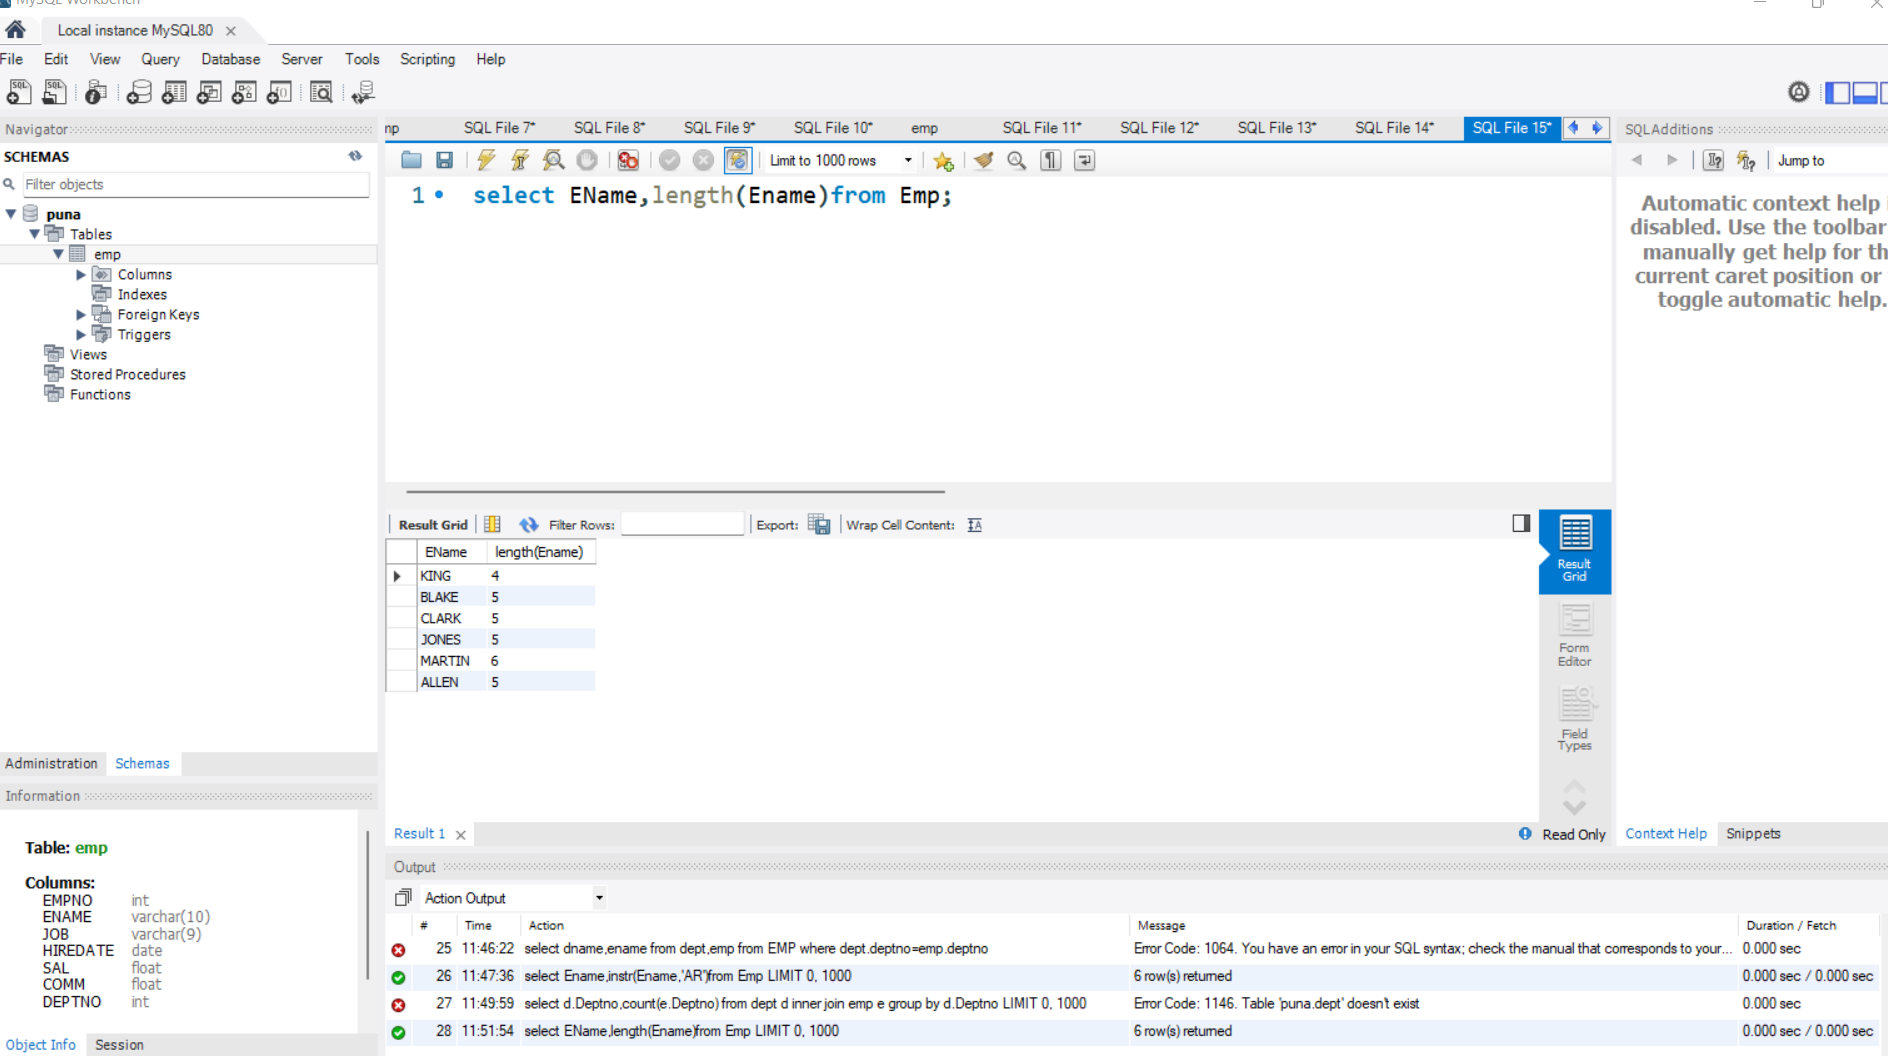 MySQL Workbench
Local instance MySQL80
File Edit View Query Database Server Tools Scripting Help
Navigator
SCHEMAS
Filter objects
puna
Tables
emp
Columns
Indexes
Foreign Keys
Triggers
Views
Stored Procedures
Functions
Administration Schemas
Information
Table: emp
Columns:
EMPNO int
ENAME varchar(10)
JOB varchar(9)
HIREDATE date
SAL float
COMM float
DEPTNO int
Object Info Session
mp SQL File 7* SQL File 8* SQL File 9* SQL File 10* emp SQL File 11* SQL File 12* SQL File 13* SQL File 14* SQL File 15*
Limit to 1000 rows
1 select EName,length(Ename)from Emp;
Result Grid Filter Rows: Export: Wrap Cell Content:
EName length(Ename)
KING 4
BLAKE 5
CLARK 5
JONES 5
MARTIN 6
ALLEN 5
Result Grid
Form Editor
Field Types
Result 1 Read Only
Output
Action Output
# Time Action Message Duration / Fetch
25 11:46:22 select dname,ename from dept,emp from EMP where dept.deptno=emp.deptno Error Code: 1064. You have an error in your SQL syntax; check the manual that corresponds to your... 0.000 sec
26 11:47:36 select Ename,instr(Ename,'AR')from Emp LIMIT 0, 1000 6 row(s) returned 0.000 sec / 0.000 sec
27 11:49:59 select d.Deptno,count(e.Deptno) from dept d inner join emp e group by d.Deptno LIMIT 0, 1000 Error Code: 1146. Table 'puna.dept' doesn't exist 0.000 sec
28 11:51:54 select EName,length(Ename)from Emp LIMIT 0, 1000 6 row(s) returned 0.000 sec / 0.000 sec
SQLAdditions
Jump to
Automatic context help i
disabled. Use the toolbar
manually get help for th
current caret position or
toggle automatic help.
Context Help Snippets